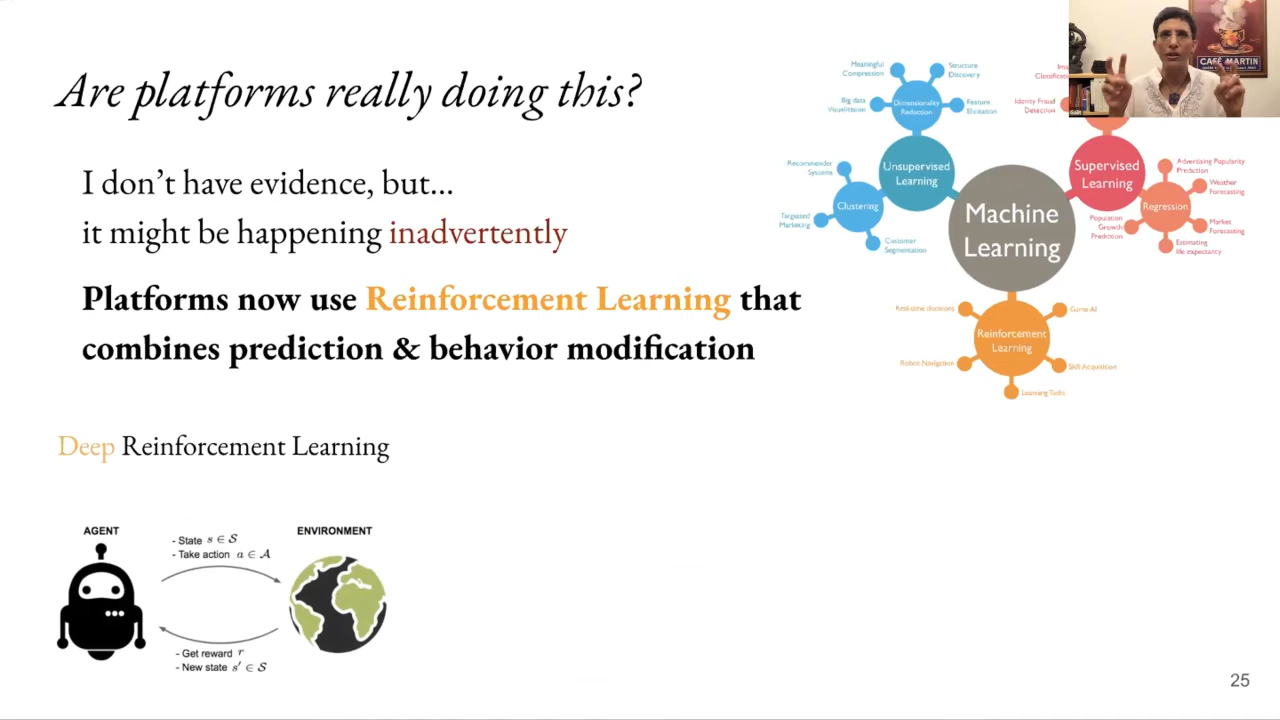 Are platforms really doing this?
I don't have evidence, but...
it might be happening inadvertently
Platforms now use Reinforcement Learning that
combines prediction & behavior modification
Deep Reinforcement Learning
AGENT
ENVIRONMENT
- State s ∈ S
- Take action a ∈ A
- Get reward r
- New state s′ ∈ S
Machine
Learning
Unsupervised
Learning
Dimensionality
Reduction
Meaningful
Compression
Structure
Discovery
Big data
Visualitisation
Feature
Elicitation
Clustering
Recommender
Systems
Targeted
Marketing
Customer
Segmentation
Supervised
Learning
Identity Fraud
Detection
Regression
Advertising Popularity
Prediction
Weather
Forecasting
Population
Growth
Prediction
Market
Forecasting
Estimating
life expectancy
Reinforcement
Learning
Real-time decisions
Game AI
Robot Navigation
Skill Acquisition
Learning Tasks
CAFÉ MARTIN
25